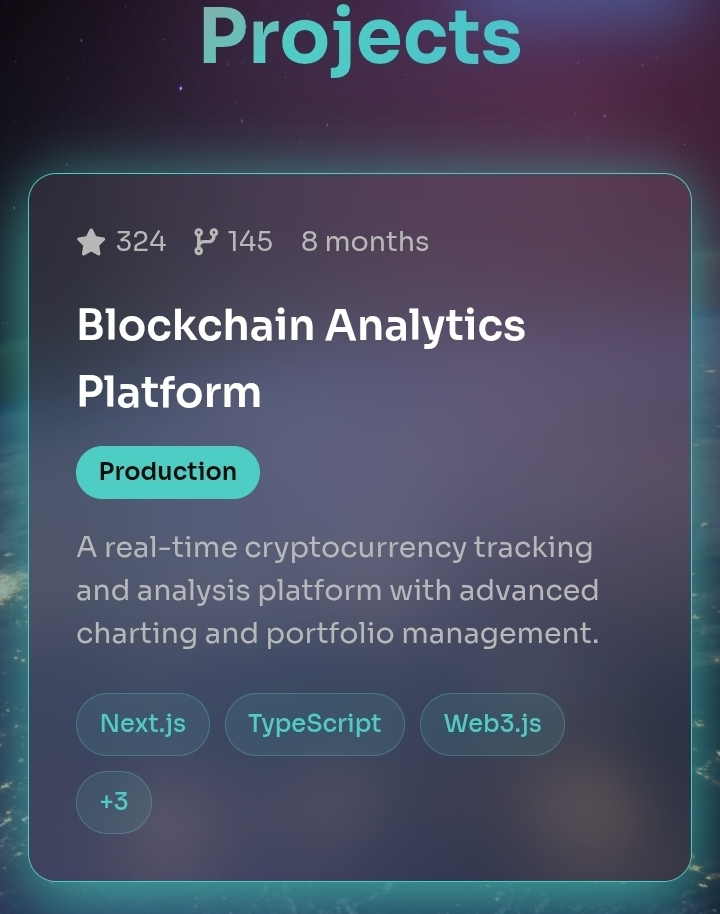 Projects
324 145 8 months
Blockchain Analytics
Platform
Production
A real-time cryptocurrency tracking
and analysis platform with advanced
charting and portfolio management.
Next.js TypeScript Web3.js
+3